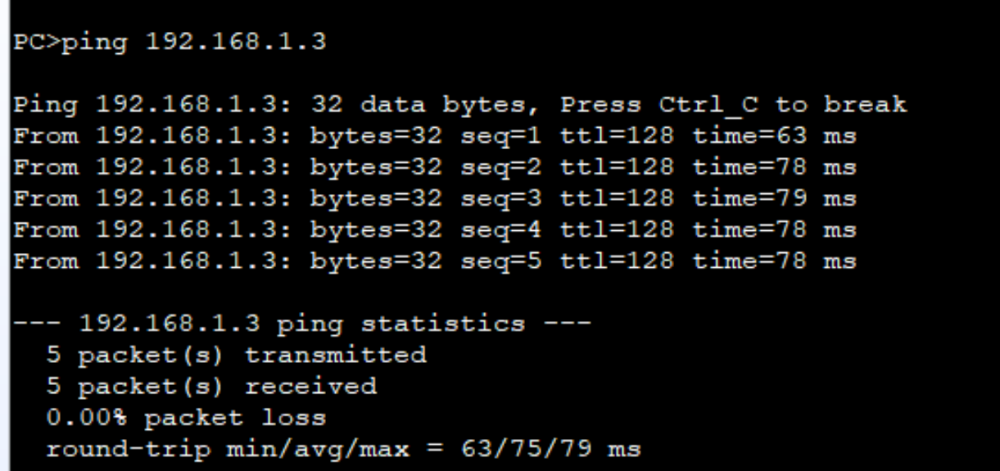 PC>ping 192.168.1.3
Ping 192.168.1.3: 32 data bytes, Press Ctrl_C to break
From 192.168.1.3: bytes=32 seq=1 ttl=128 time=63 ms
From 192.168.1.3: bytes=32 seq=2 ttl=128 time=78 ms
From 192.168.1.3: bytes=32 seq=3 ttl=128 time=79 ms
From 192.168.1.3: bytes=32 seq=4 ttl=128 time=78 ms
From 192.168.1.3: bytes=32 seq=5 ttl=128 time=78 ms
--- 192.168.1.3 ping statistics ---
5 packet(s) transmitted
5 packet(s) received
0.00% packet loss
round-trip min/avg/max = 63/75/79 ms